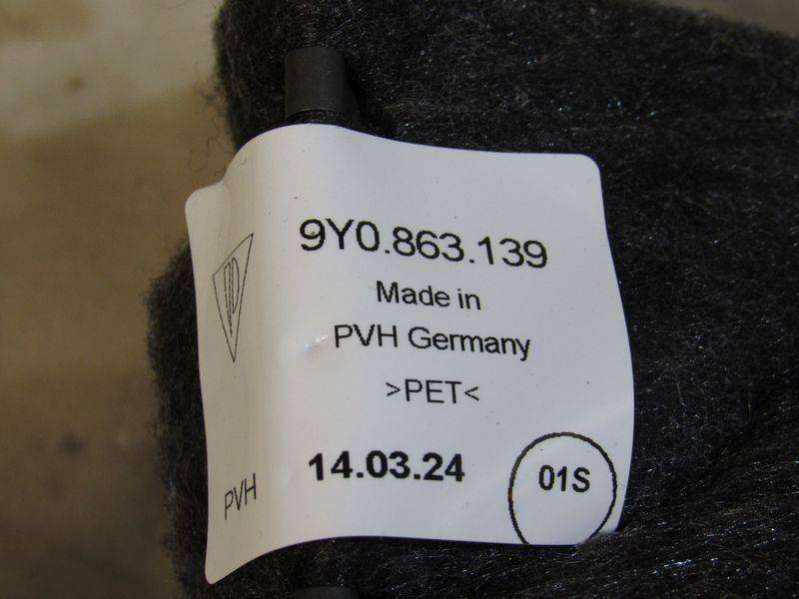 9Y0.863.139
Made in
PVH Germany
>PET<
14.03.24
01S
PVH